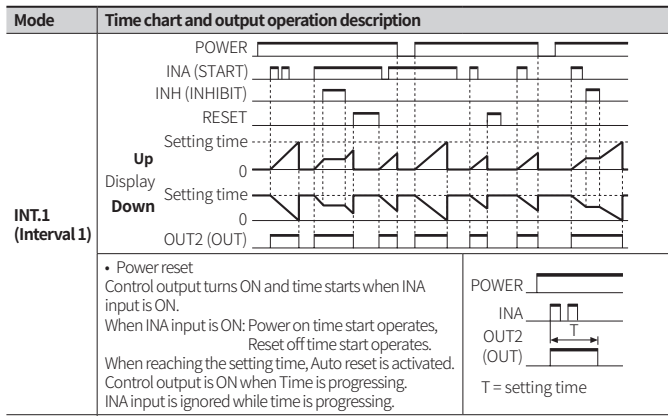 Mode Time chart and output operation description
INT.1
(Interval 1)
POWER
INA (START)
INH (INHIBIT)
RESET
Setting time
Up
0
Display
Down
Setting time
0
OUT2 (OUT)
• Power reset
Control output turns ON and time starts when INA
input is ON.
When INA input is ON: Power on time start operates,
Reset off time start operates.
When reaching the setting time, Auto reset is activated.
Control output is ON when Time is progressing.
INA input is ignored while time is progressing.
POWER
INA
T
OUT2
(OUT)
T = setting time